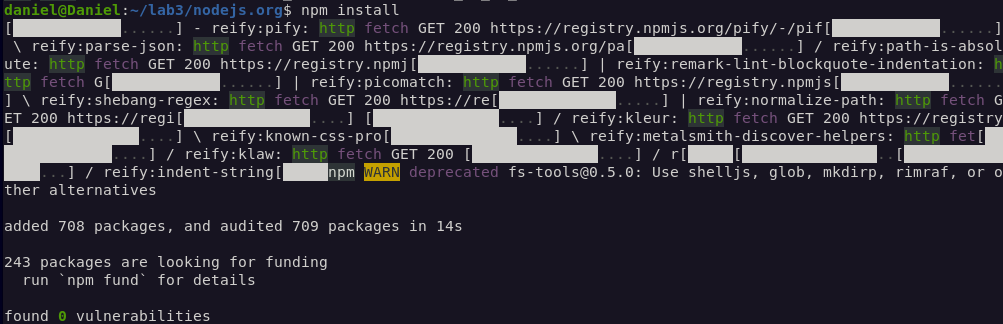 daniel@Daniel:~/lab3/nodejs.org$ npm install
[ ......] - reify:pify: http fetch GET 200 https://registry.npmjs.org/pify/-/pif[ ......]
\ reify:parse-json: http fetch GET 200 https://registry.npmjs.org/pa[ ......] / reify:path-is-absol
ute: http fetch GET 200 https://registry.npmj[ ......] | reify:remark-lint-blockquote-indentation: h
ttp fetch G[ ......] | reify:picomatch: http fetch GET 200 https://registry.npmjs[ ......
] \ reify:shebang-regex: http fetch GET 200 https://re[ .....] | reify:normalize-path: http fetch G
ET 200 https://regi[ ....] [ ....] / reify:kleur: http fetch GET 200 https://registry
[ ....] \ reify:known-css-pro[ ....] \ reify:metalsmith-discover-helpers: http fet[
....] / reify:klaw: http fetch GET 200 [ ....] / r[ [ ..[
...] / reify:indent-string[ npm WARN deprecated fs-tools@0.5.0: Use shelljs, glob, mkdirp, rimraf, or o
ther alternatives
added 708 packages, and audited 709 packages in 14s
243 packages are looking for funding
run `npm fund` for details
found 0 vulnerabilities